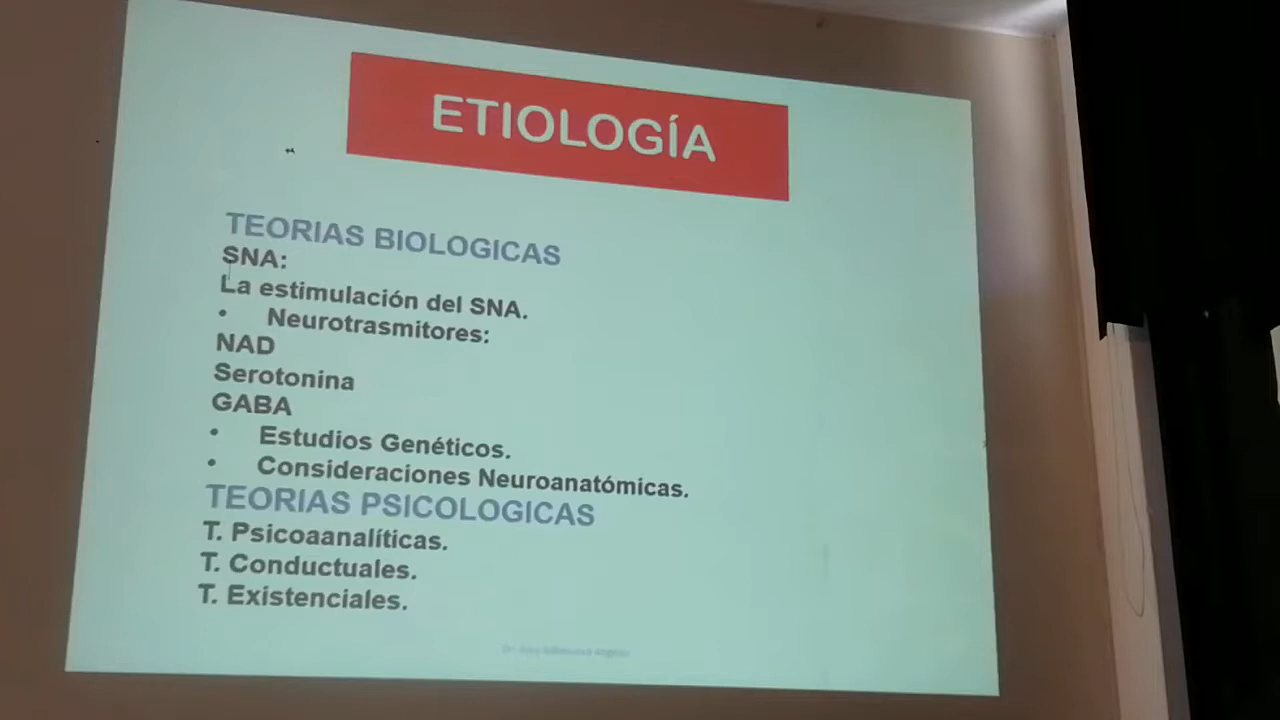 ETIOLOGÍA
TEORIAS BIOLOGICAS
SNA:
La estimulación del SNA.
• Neurotrasmitores:
NAD
Serotonina
GABA
• Estudios Genéticos.
• Consideraciones Neuroanatómicas.
TEORIAS PSICOLOGICAS
T. Psicoaanalíticas.
T. Conductuales.
T. Existenciales.